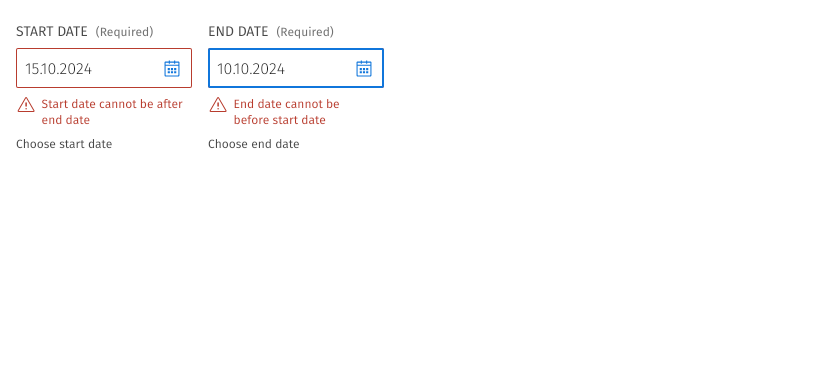 START DATE (Required)
END DATE (Required)
15.10.2024
10.10.2024
Start date cannot be after
end date
End date cannot be
before start date
Choose start date
Choose end date